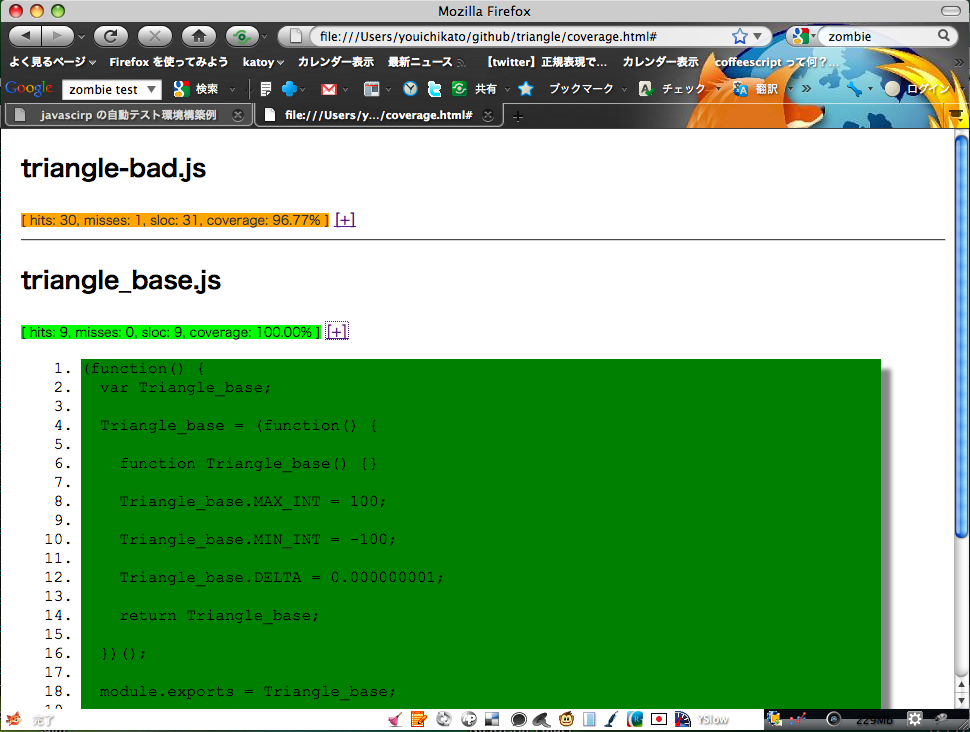 Mozilla Firefox
file:///Users/youichikato/github/triangle/coverage.html#
zombie
よく見るページ Firefox を使ってみよう katoy カレンダー表示 最新ニュース 【twitter】正規表現で... カレンダー表示 coffeescript って何？...
Google zombie test 検索 共有 ブックマーク チェック 翻訳 ログイン
javascirp の自動テスト環境構築例 file:///Users/y.../coverage.html#
triangle-bad.js
[ hits: 30, misses: 1, sloc: 31, coverage: 96.77% ] [+]
triangle_base.js
[ hits: 9, misses: 0, sloc: 9, coverage: 100.00% ] [+]
1. (function() {
2. var Triangle_base;
3.
4. Triangle_base = (function() {
5.
6. function Triangle_base() {}
7.
8. Triangle_base.MAX_INT = 100;
9.
10. Triangle_base.MIN_INT = -100;
11.
12. Triangle_base.DELTA = 0.000000001;
13.
14. return Triangle_base;
15.
16. })();
17.
18. module.exports = Triangle_base;
完了 YSlow 229MB